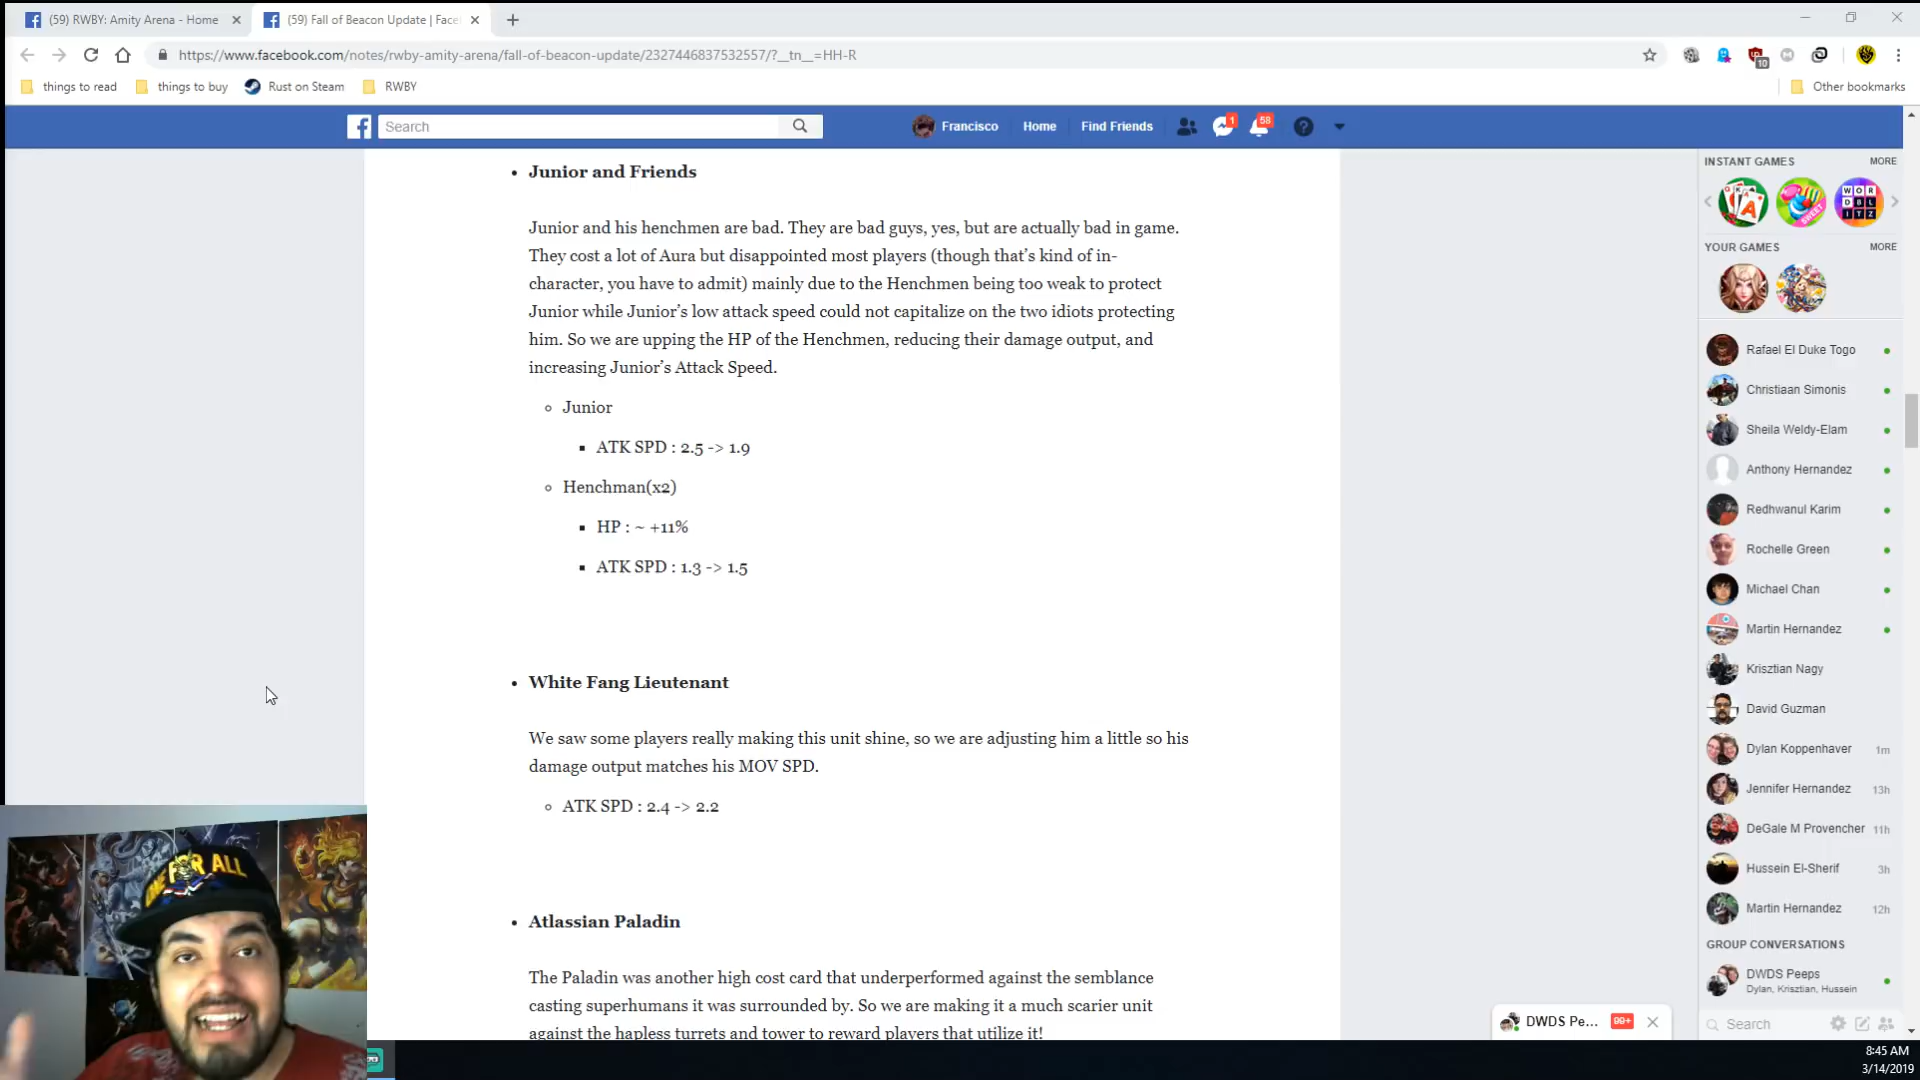 (59) RWBY: Amity Arena - Home
(59) Fall of Beacon Update | Face
https://www.facebook.com/notes/rwby-amity-arena/fall-of-beacon-update/2327446837532557/?__tn__=HH-R
10
things to read
things to buy
Rust on Steam
RWBY
Other bookmarks
Search
Francisco
Home
Find Friends
1
58
• Junior and Friends
Junior and his henchmen are bad. They are bad guys, yes, but are actually bad in game.
They cost a lot of Aura but disappointed most players (though that's kind of in-
character, you have to admit) mainly due to the Henchmen being too weak to protect
Junior while Junior's low attack speed could not capitalize on the two idiots protecting
him. So we are upping the HP of the Henchmen, reducing their damage output, and
increasing Junior's Attack Speed.
Junior
ATK SPD : 2.5 -> 1.9
Henchman(x2)
HP : ~ +11%
ATK SPD : 1.3 -> 1.5
• White Fang Lieutenant
We saw some players really making this unit shine, so we are adjusting him a little so his
damage output matches his MOV SPD.
ATK SPD : 2.4 -> 2.2
• Atlassian Paladin
The Paladin was another high cost card that underperformed against the semblance
casting superhumans it was surrounded by. So we are making it a much scarier unit
against the hapless turrets and tower to reward players that utilize it!
INSTANT GAMES
MORE
YOUR GAMES
MORE
Rafael El Duke Togo
Christiaan Simonis
Sheila Weldy-Elam
Anthony Hernandez
Redhwanul Karim
Rochelle Green
Michael Chan
Martin Hernandez
Krisztian Nagy
David Guzman
Dylan Koppenhaver 1m
Jennifer Hernandez 13h
DeGale M Provencher 11h
Hussein El-Sherif 3h
Martin Hernandez 12h
GROUP CONVERSATIONS
DWDS Peeps
Dylan, Krisztian, Hussein
Search
DWDS Pe...
99+
8:45 AM
3/14/2019